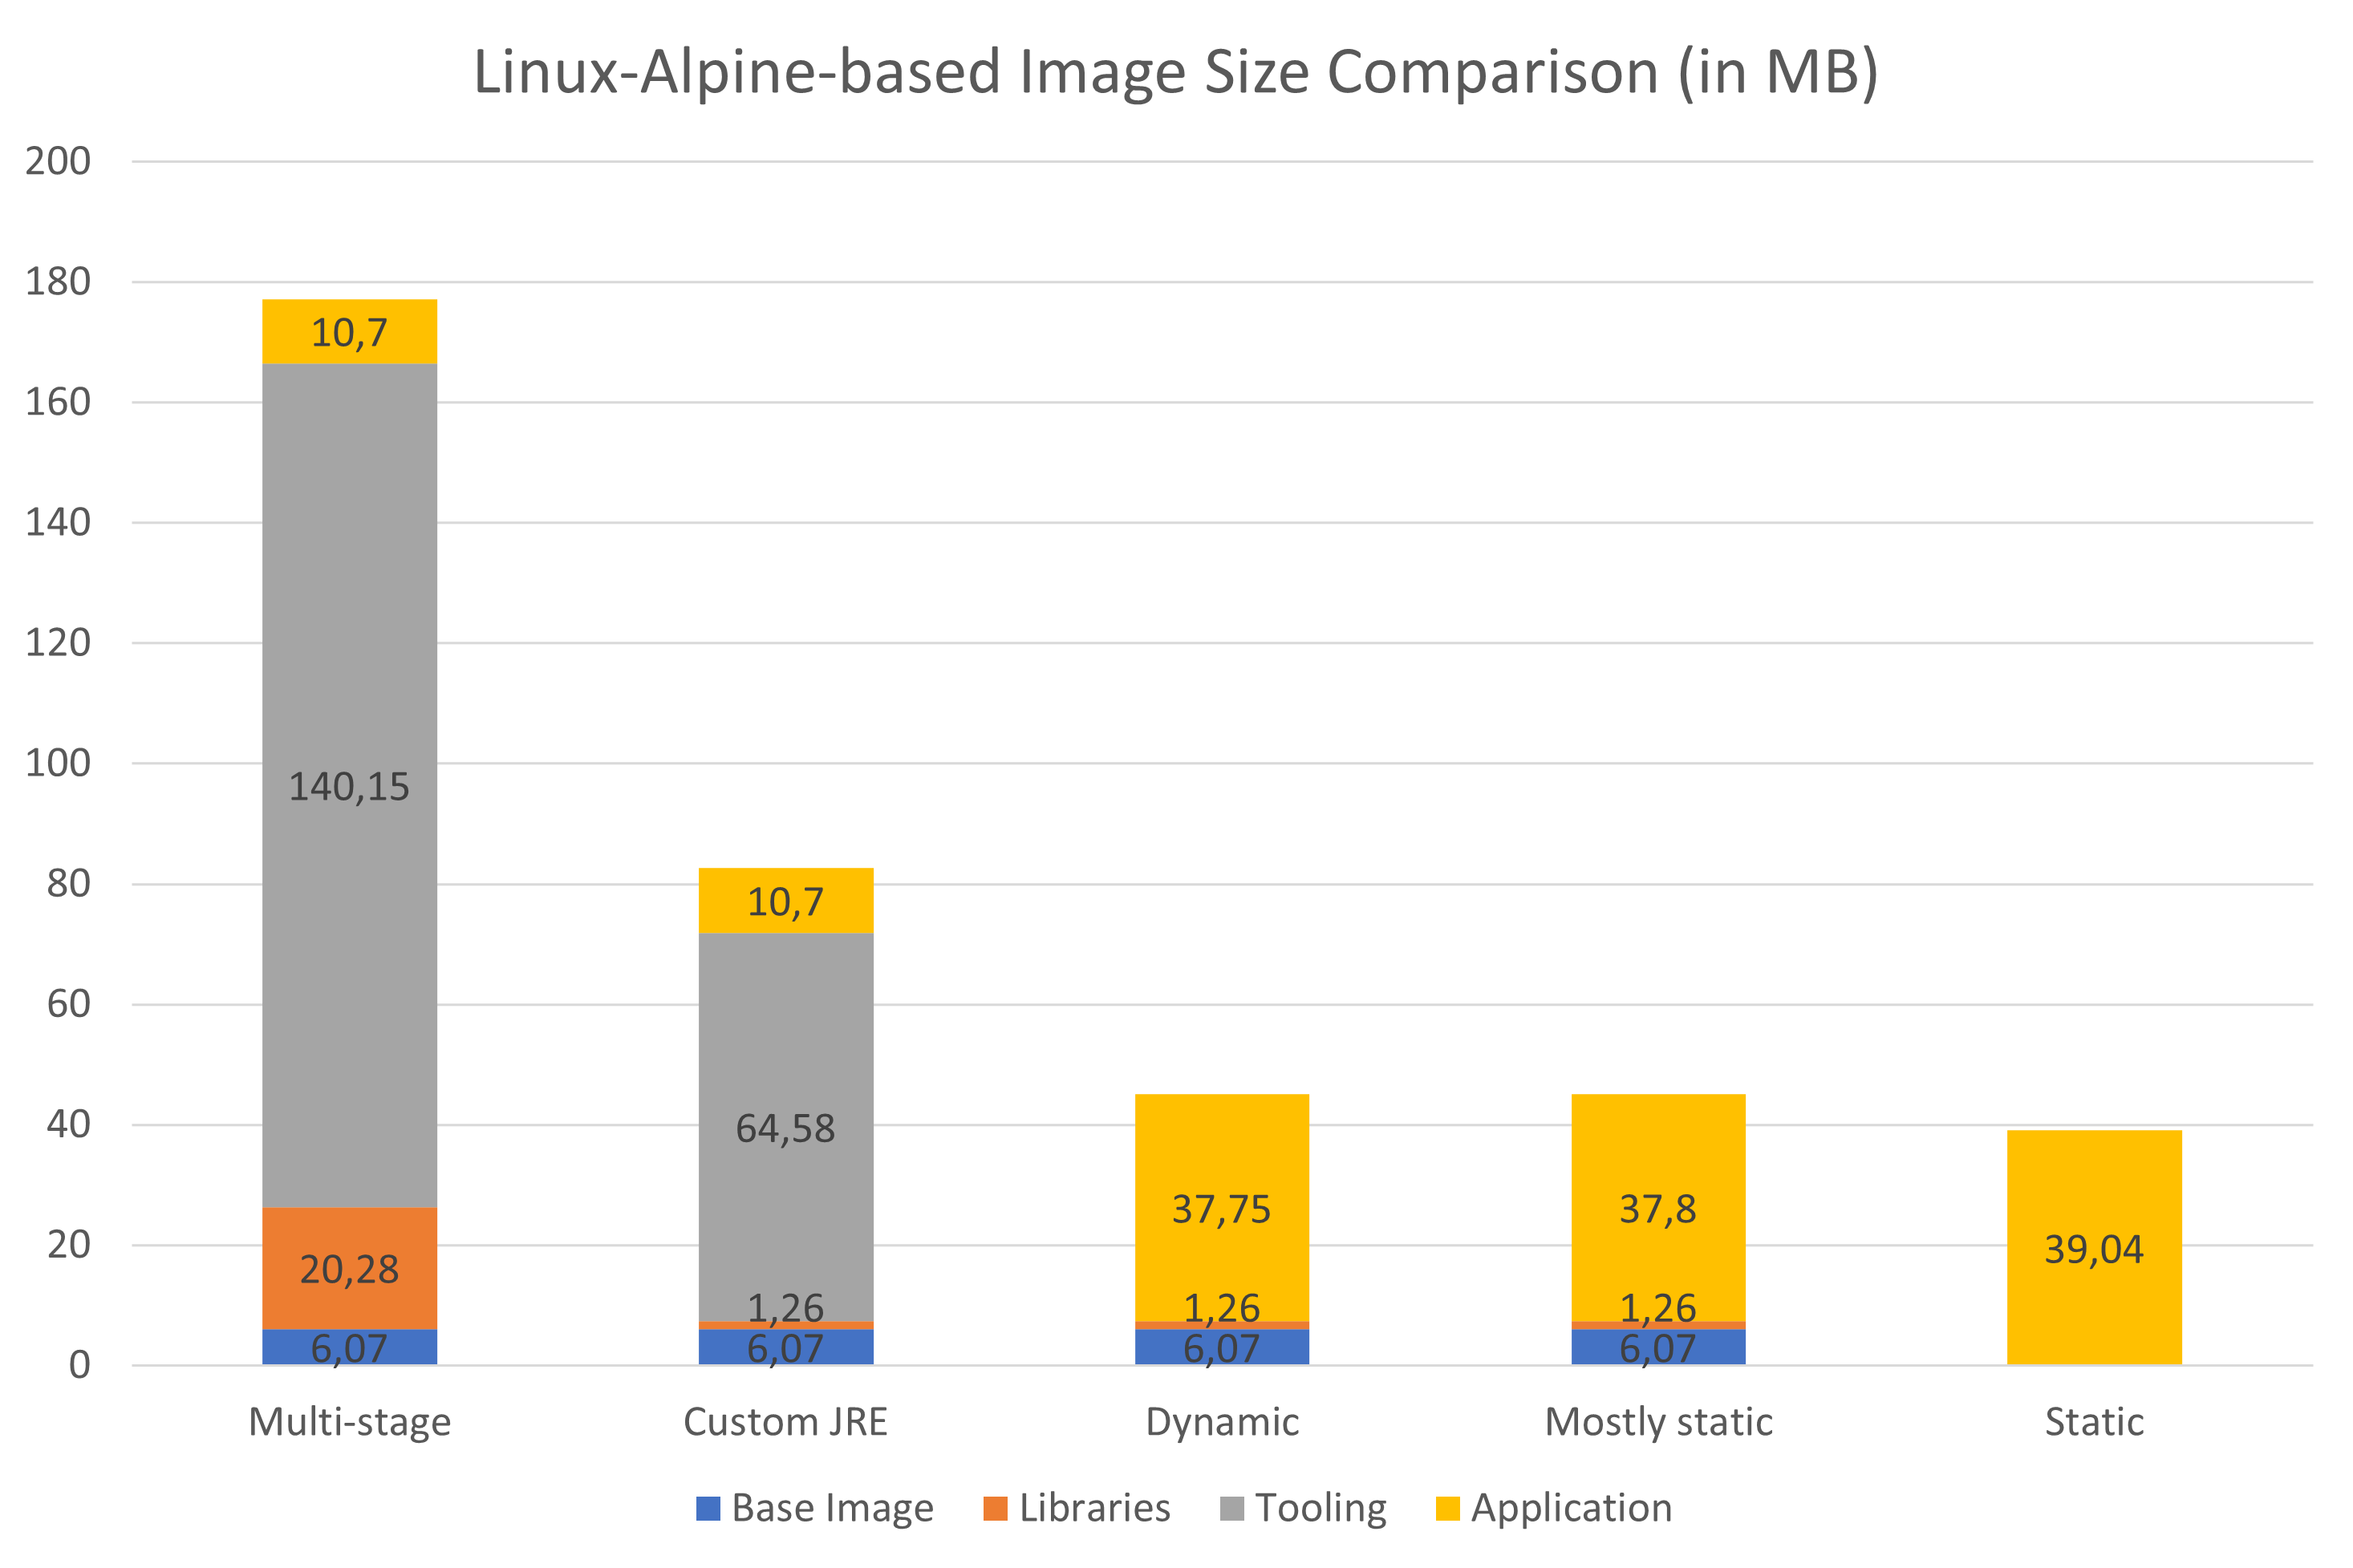 Linux-Alpine-based Image Size Comparison (in MB)
200
180
160
140
120
100
80
60
40
20
0
10,7
140,15
20,28
6,07
10,7
64,58
1,26
6,07
37,75
1,26
6,07
37,8
1,26
6,07
39,04
Multi-stage
Custom JRE
Dynamic
Mostly static
Static
Base Image
Libraries
Tooling
Application